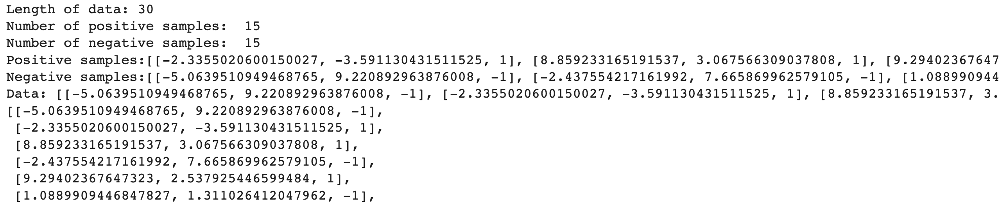 Length of data: 30
Number of positive samples:  15
Number of negative samples:  15
Positive samples:[[-2.3355020600150027, -3.591130431511525, 1], [8.859233165191537, 3.067566309037808, 1], [9.29402367647
Negative samples:[[-5.0639510949468765, 9.220892963876008, -1], [-2.437554217161992, 7.665869962579105, -1], [1.088990944
Data: [[-5.0639510949468765, 9.220892963876008, -1], [-2.3355020600150027, -3.591130431511525, 1], [8.859233165191537, 3.
[[-5.0639510949468765, 9.220892963876008, -1],
 [-2.3355020600150027, -3.591130431511525, 1],
 [8.859233165191537, 3.067566309037808, 1],
 [-2.437554217161992, 7.665869962579105, -1],
 [9.29402367647323, 2.537925446599484, 1],
 [1.0889909446847827, 1.311026412047962, -1],